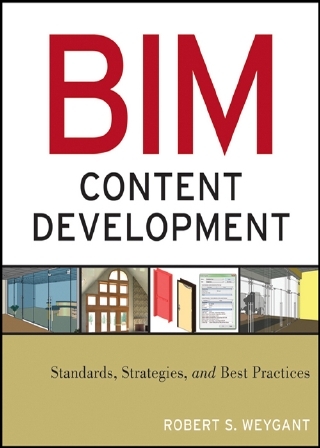 BIM
CONTENT
DEVELOPMENT
Standards, Strategies, and Best Practices
ROBERT S. WEYGANT